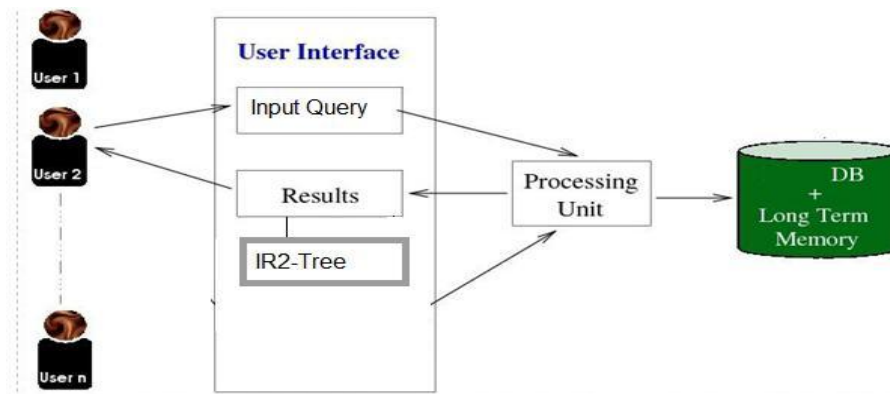 User 1
User 2
User n
User Interface
Input Query
Results
IR2-Tree
Processing
Unit
DB
+
Long Term
Memory